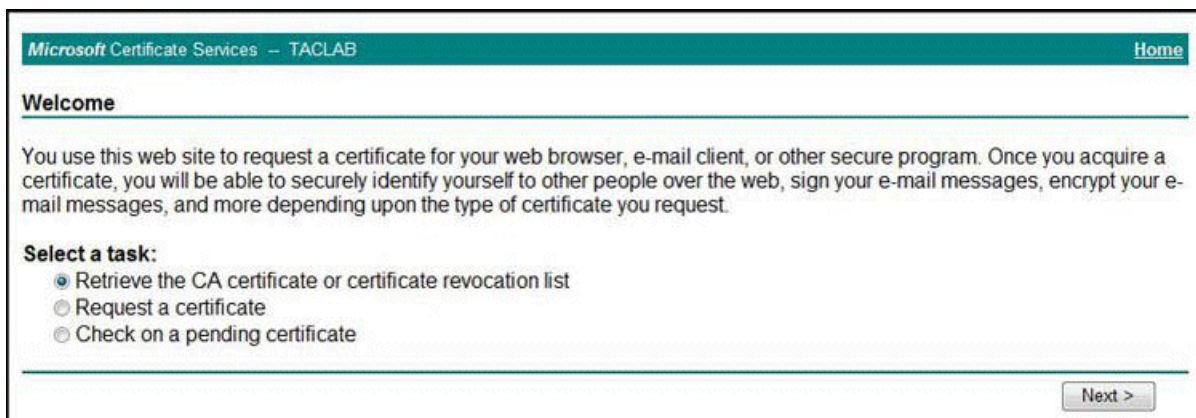 Microsoft Certificate Services -- TACLAB Home
Welcome
You use this web site to request a certificate for your web browser, e-mail client, or other secure program. Once you acquire a
certificate, you will be able to securely identify yourself to other people over the web, sign your e-mail messages, encrypt your e-
mail messages, and more depending upon the type of certificate you request.
Select a task:
Retrieve the CA certificate or certificate revocation list
Request a certificate
Check on a pending certificate
Next >